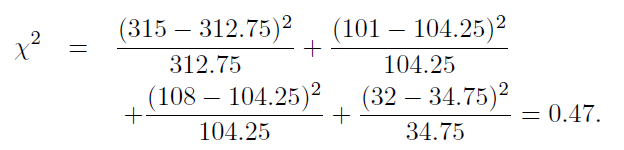 χ² = (315 − 312.75)² / 312.75 + (101 − 104.25)² / 104.25
+ (108 − 104.25)² / 104.25 + (32 − 34.75)² / 34.75 = 0.47.